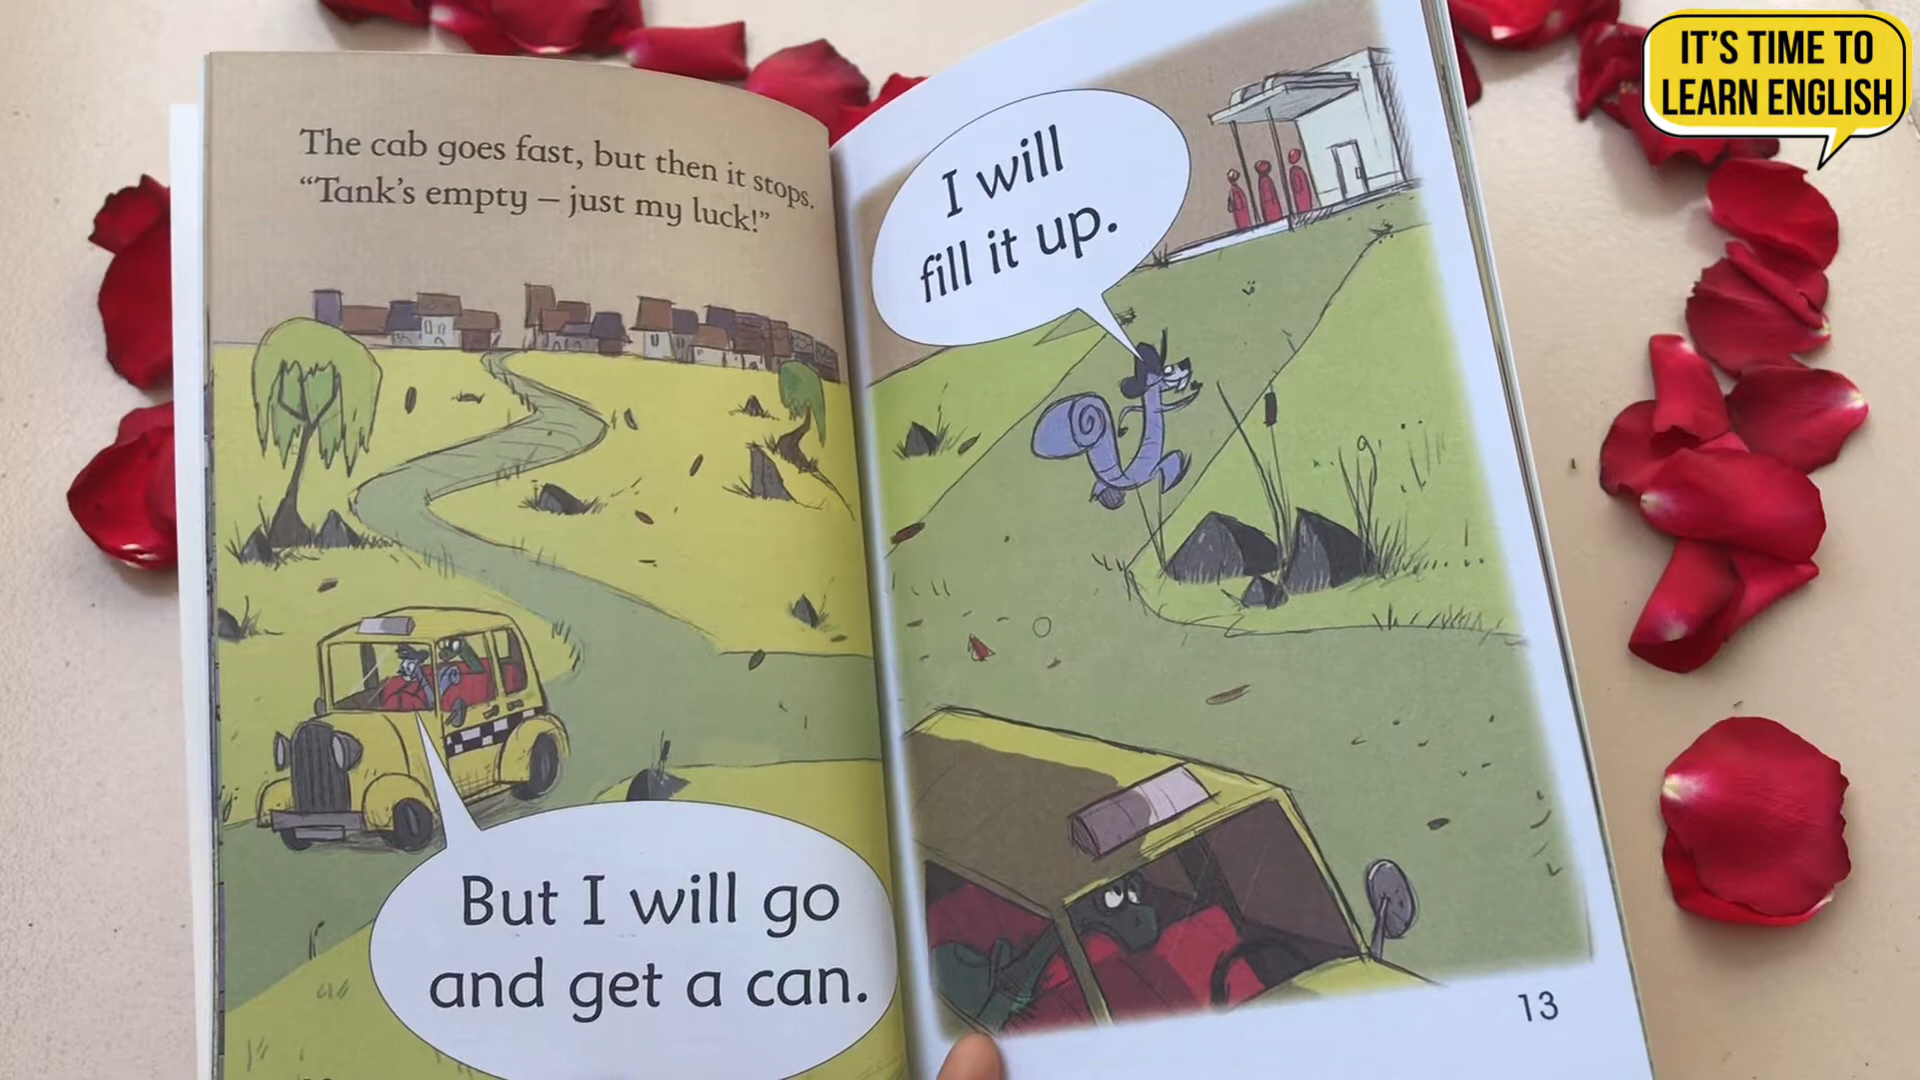 The cab goes fast, but then it stops.
“Tank’s empty – just my luck!”
But I will go
and get a can.
I will
fill it up.
13
IT’S TIME TO
LEARN ENGLISH